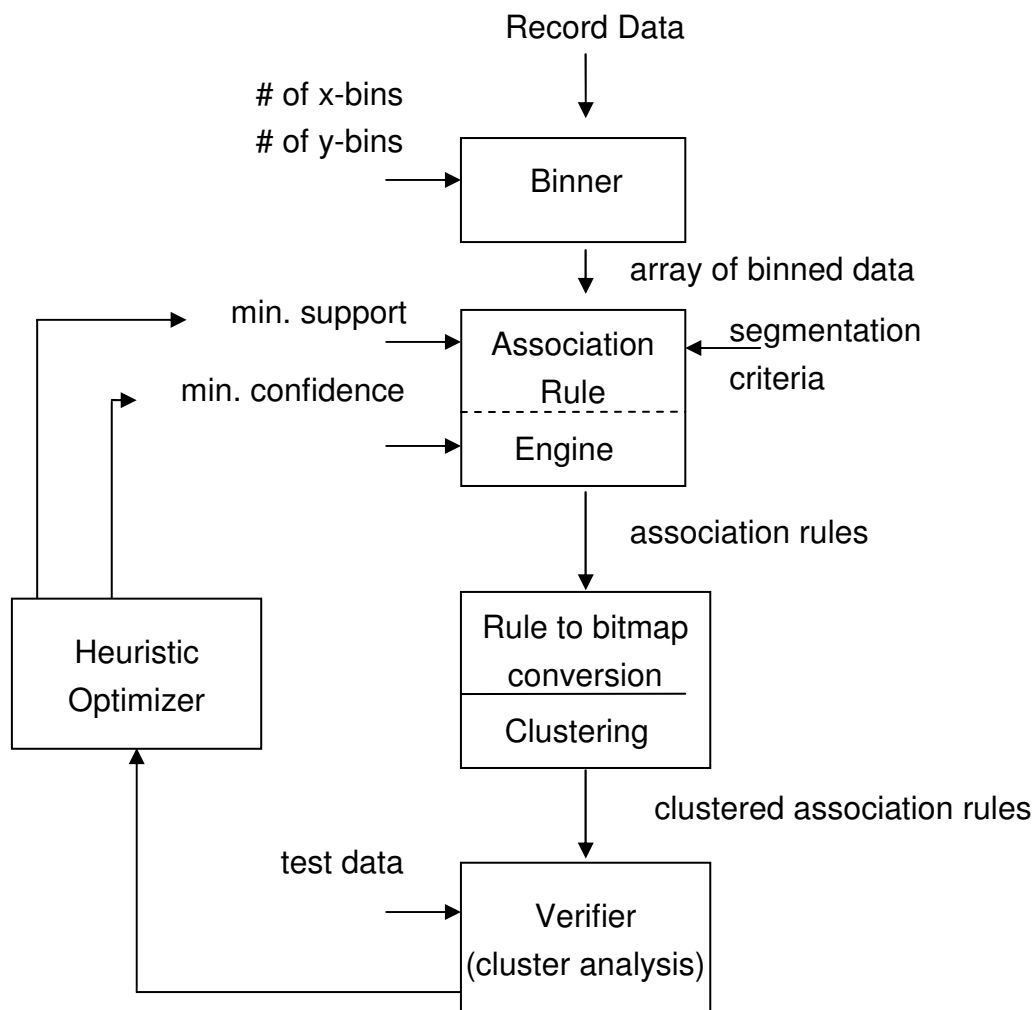 Record Data
# of x-bins
# of y-bins
Binner
array of binned data
min. support
Association
Rule
segmentation
criteria
min. confidence
Engine
association rules
Rule to bitmap
conversion
Clustering
Heuristic
Optimizer
clustered association rules
test data
Verifier
(cluster analysis)